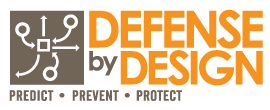 DEFENSE
by DESIGN
PREDICT • PREVENT • PROTECT